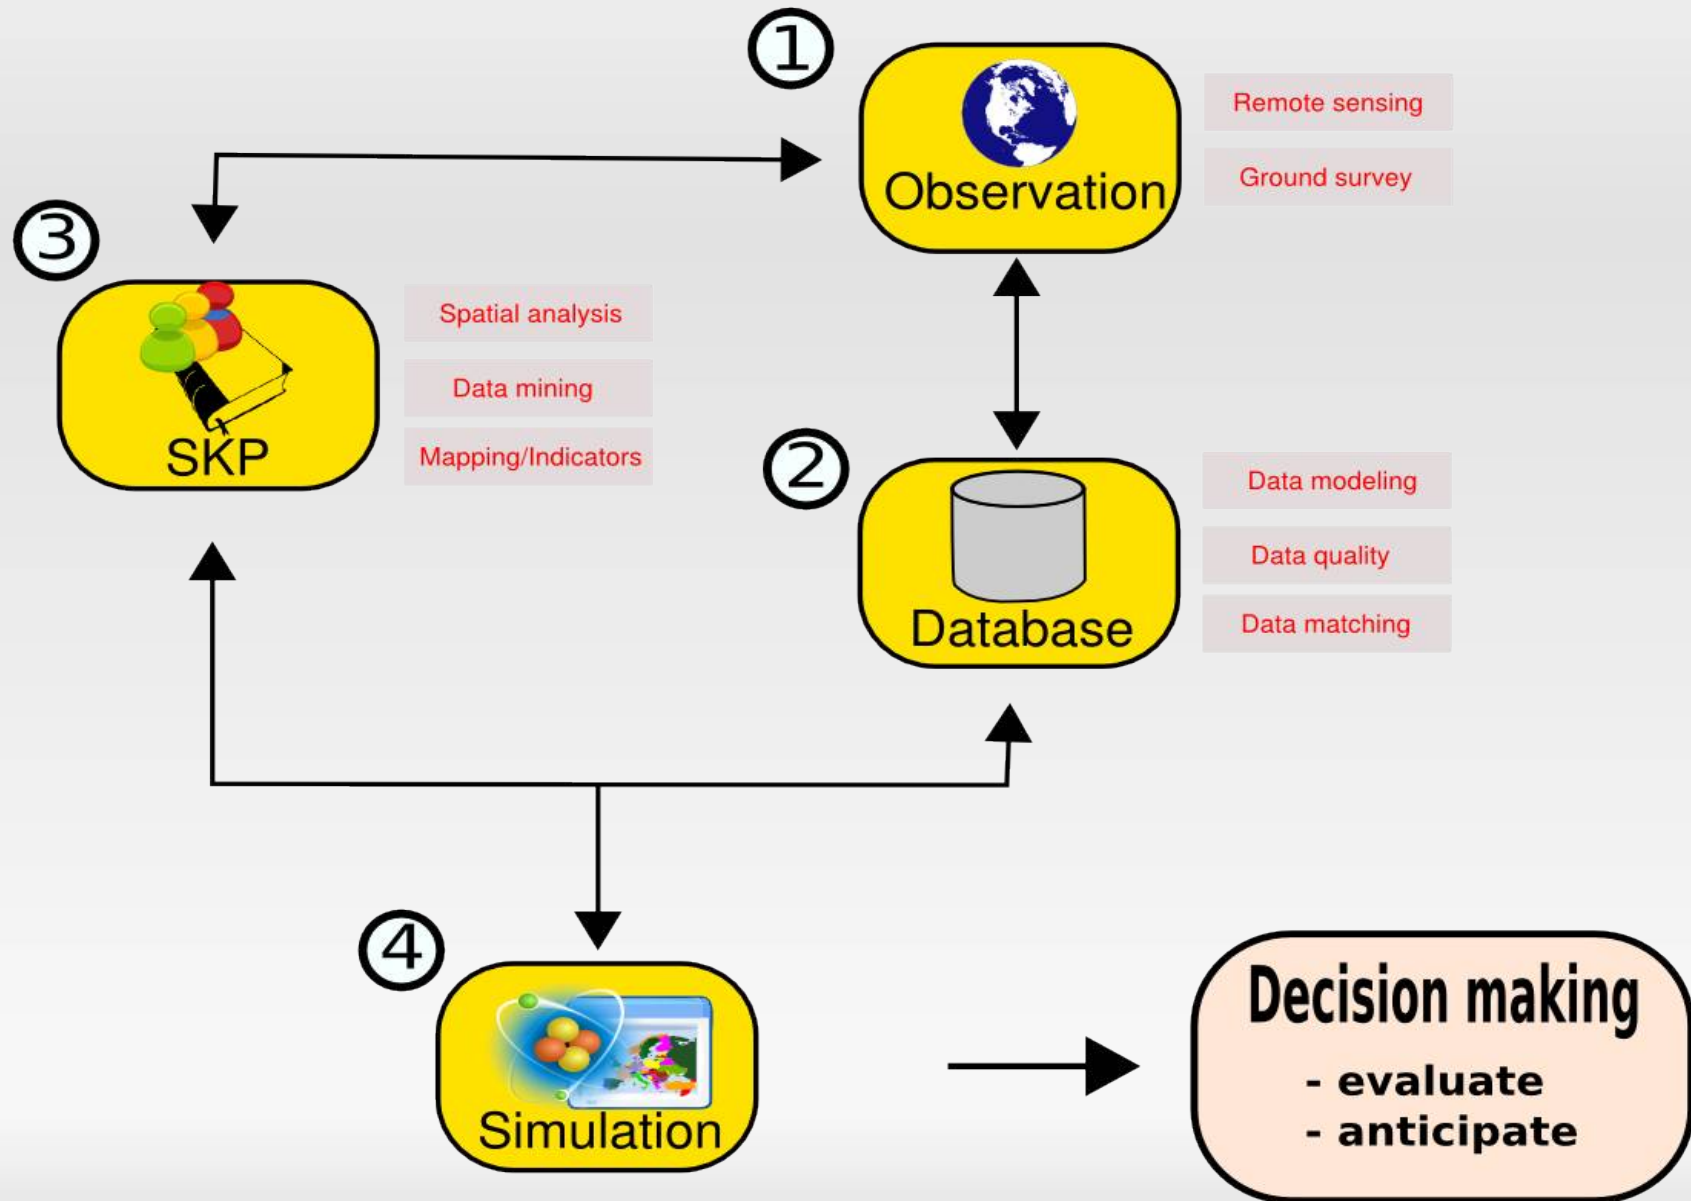 1
Observation
Remote sensing
Ground survey
3
SKP
Spatial analysis
Data mining
Mapping/Indicators
2
Database
Data modeling
Data quality
Data matching
4
Simulation
Decision making
- evaluate
- anticipate